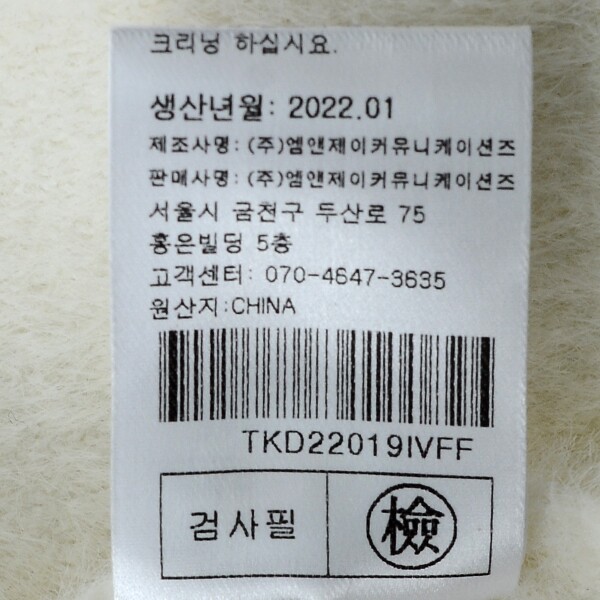 크리닝 하십시요.
생산년월: 2022.01
제조사명: (주)엠앤제이커뮤니케이션즈
판매사명: (주)엠앤제이커뮤니케이션즈
서울시 금천구 두산로 75
홍은빌딩 5층
고객센터: 070-4647-3635
원산지:CHINA
TKD22019IVFF
검사필 檢